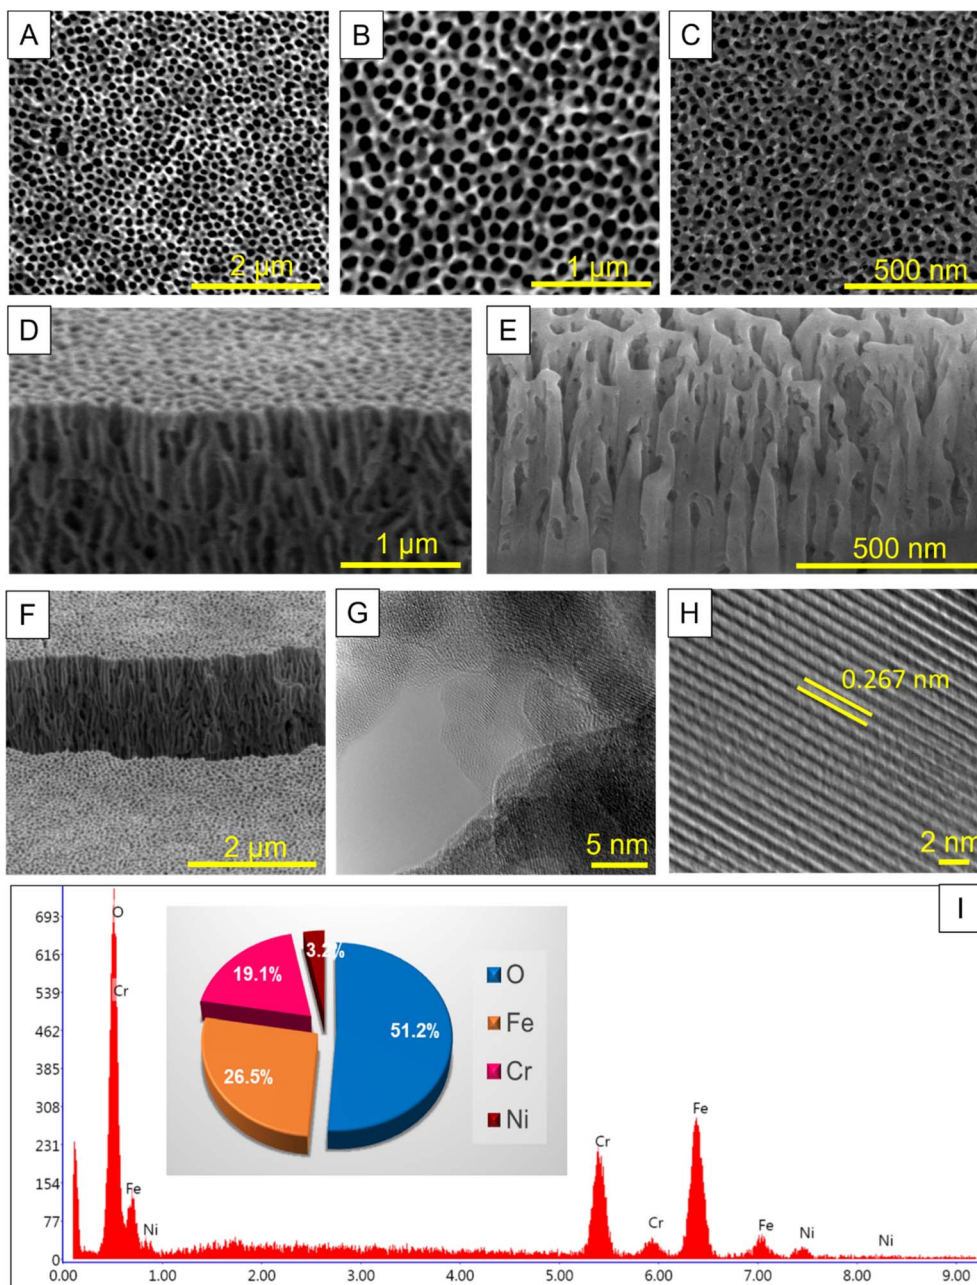 A
B
C
2 μm
1 μm
500 nm
D
E
1 μm
500 nm
F
G
H
0.267 nm
2 μm
5 nm
2 nm
I
693
616
539
462
385
308
231
154
77
0
O
Cr
Fe
Ni
Cr
Cr
Fe
Fe
Ni
Ni
3.2%
19.1%
51.2%
26.5%
O
Fe
Cr
Ni
0.00 1.00 2.00 3.00 4.00 5.00 6.00 7.00 8.00 9.00